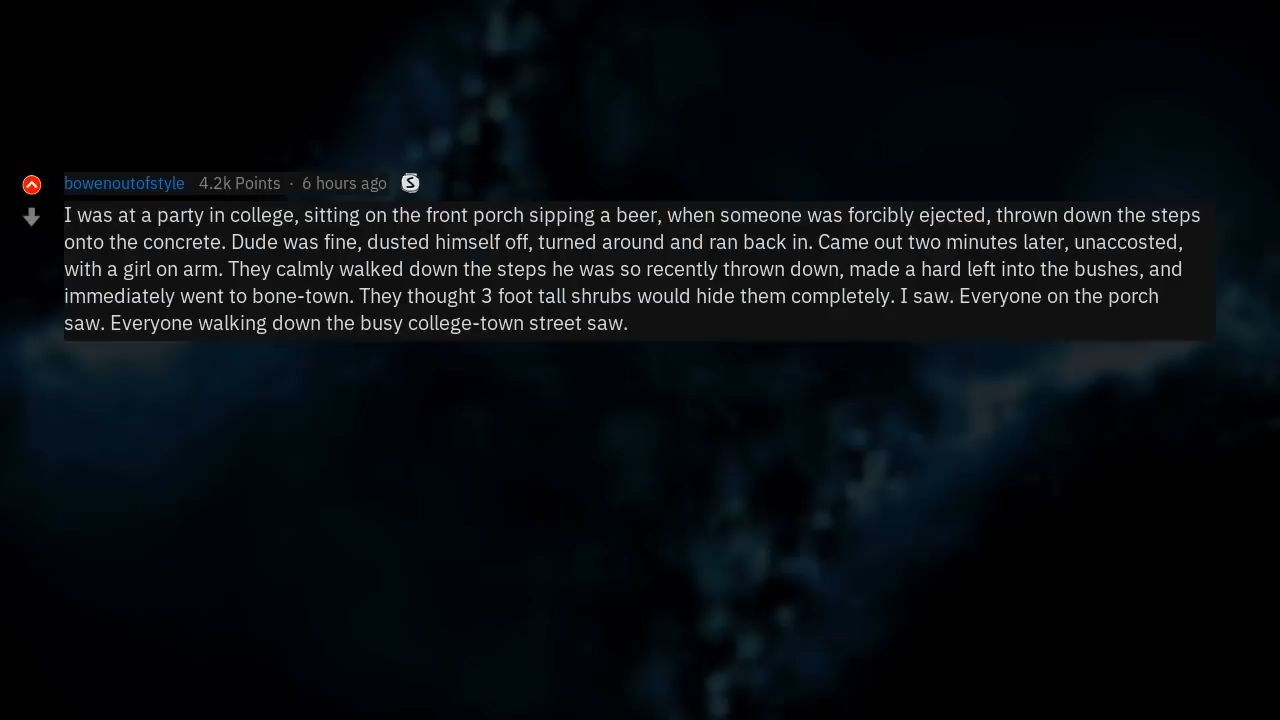 bowenoutofstyle 4.2k Points · 6 hours ago
I was at a party in college, sitting on the front porch sipping a beer, when someone was forcibly ejected, thrown down the steps
onto the concrete. Dude was fine, dusted himself off, turned around and ran back in. Came out two minutes later, unaccosted,
with a girl on arm. They calmly walked down the steps he was so recently thrown down, made a hard left into the bushes, and
immediately went to bone-town. They thought 3 foot tall shrubs would hide them completely. I saw. Everyone on the porch
saw. Everyone walking down the busy college-town street saw.